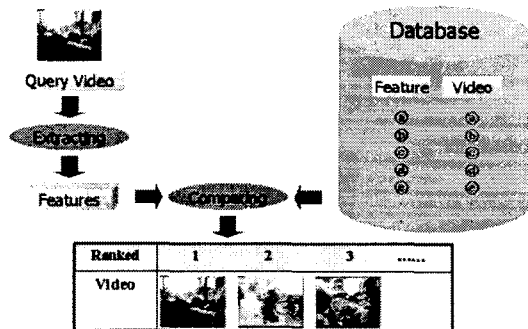 Database
Query Video
Feature Video
a a
b b
c c
d d
e e
Extracting
Features
Comparing
Ranked 1 2 3 ......
Video